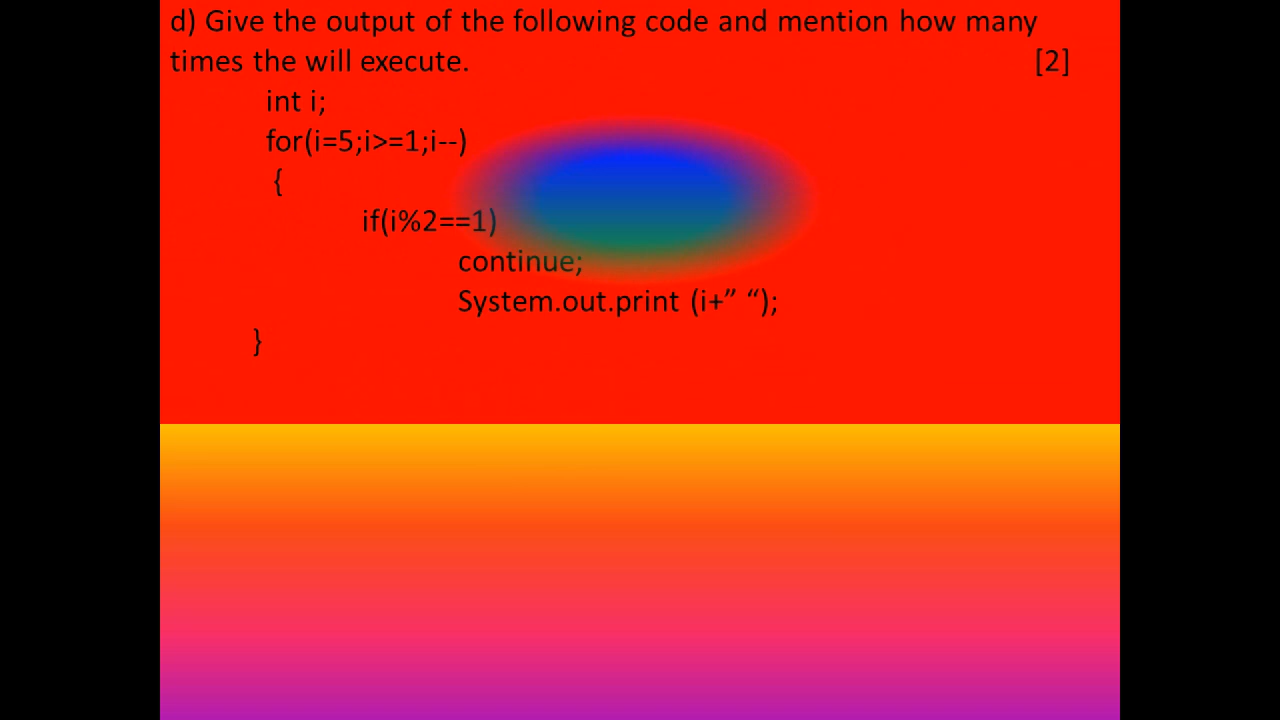 d) Give the output of the following code and mention how many
times the will execute. [2]
int i;
for(i=5;i>=1;i--)
{
if(i%2==1)
continue;
System.out.print (i+” “);
}